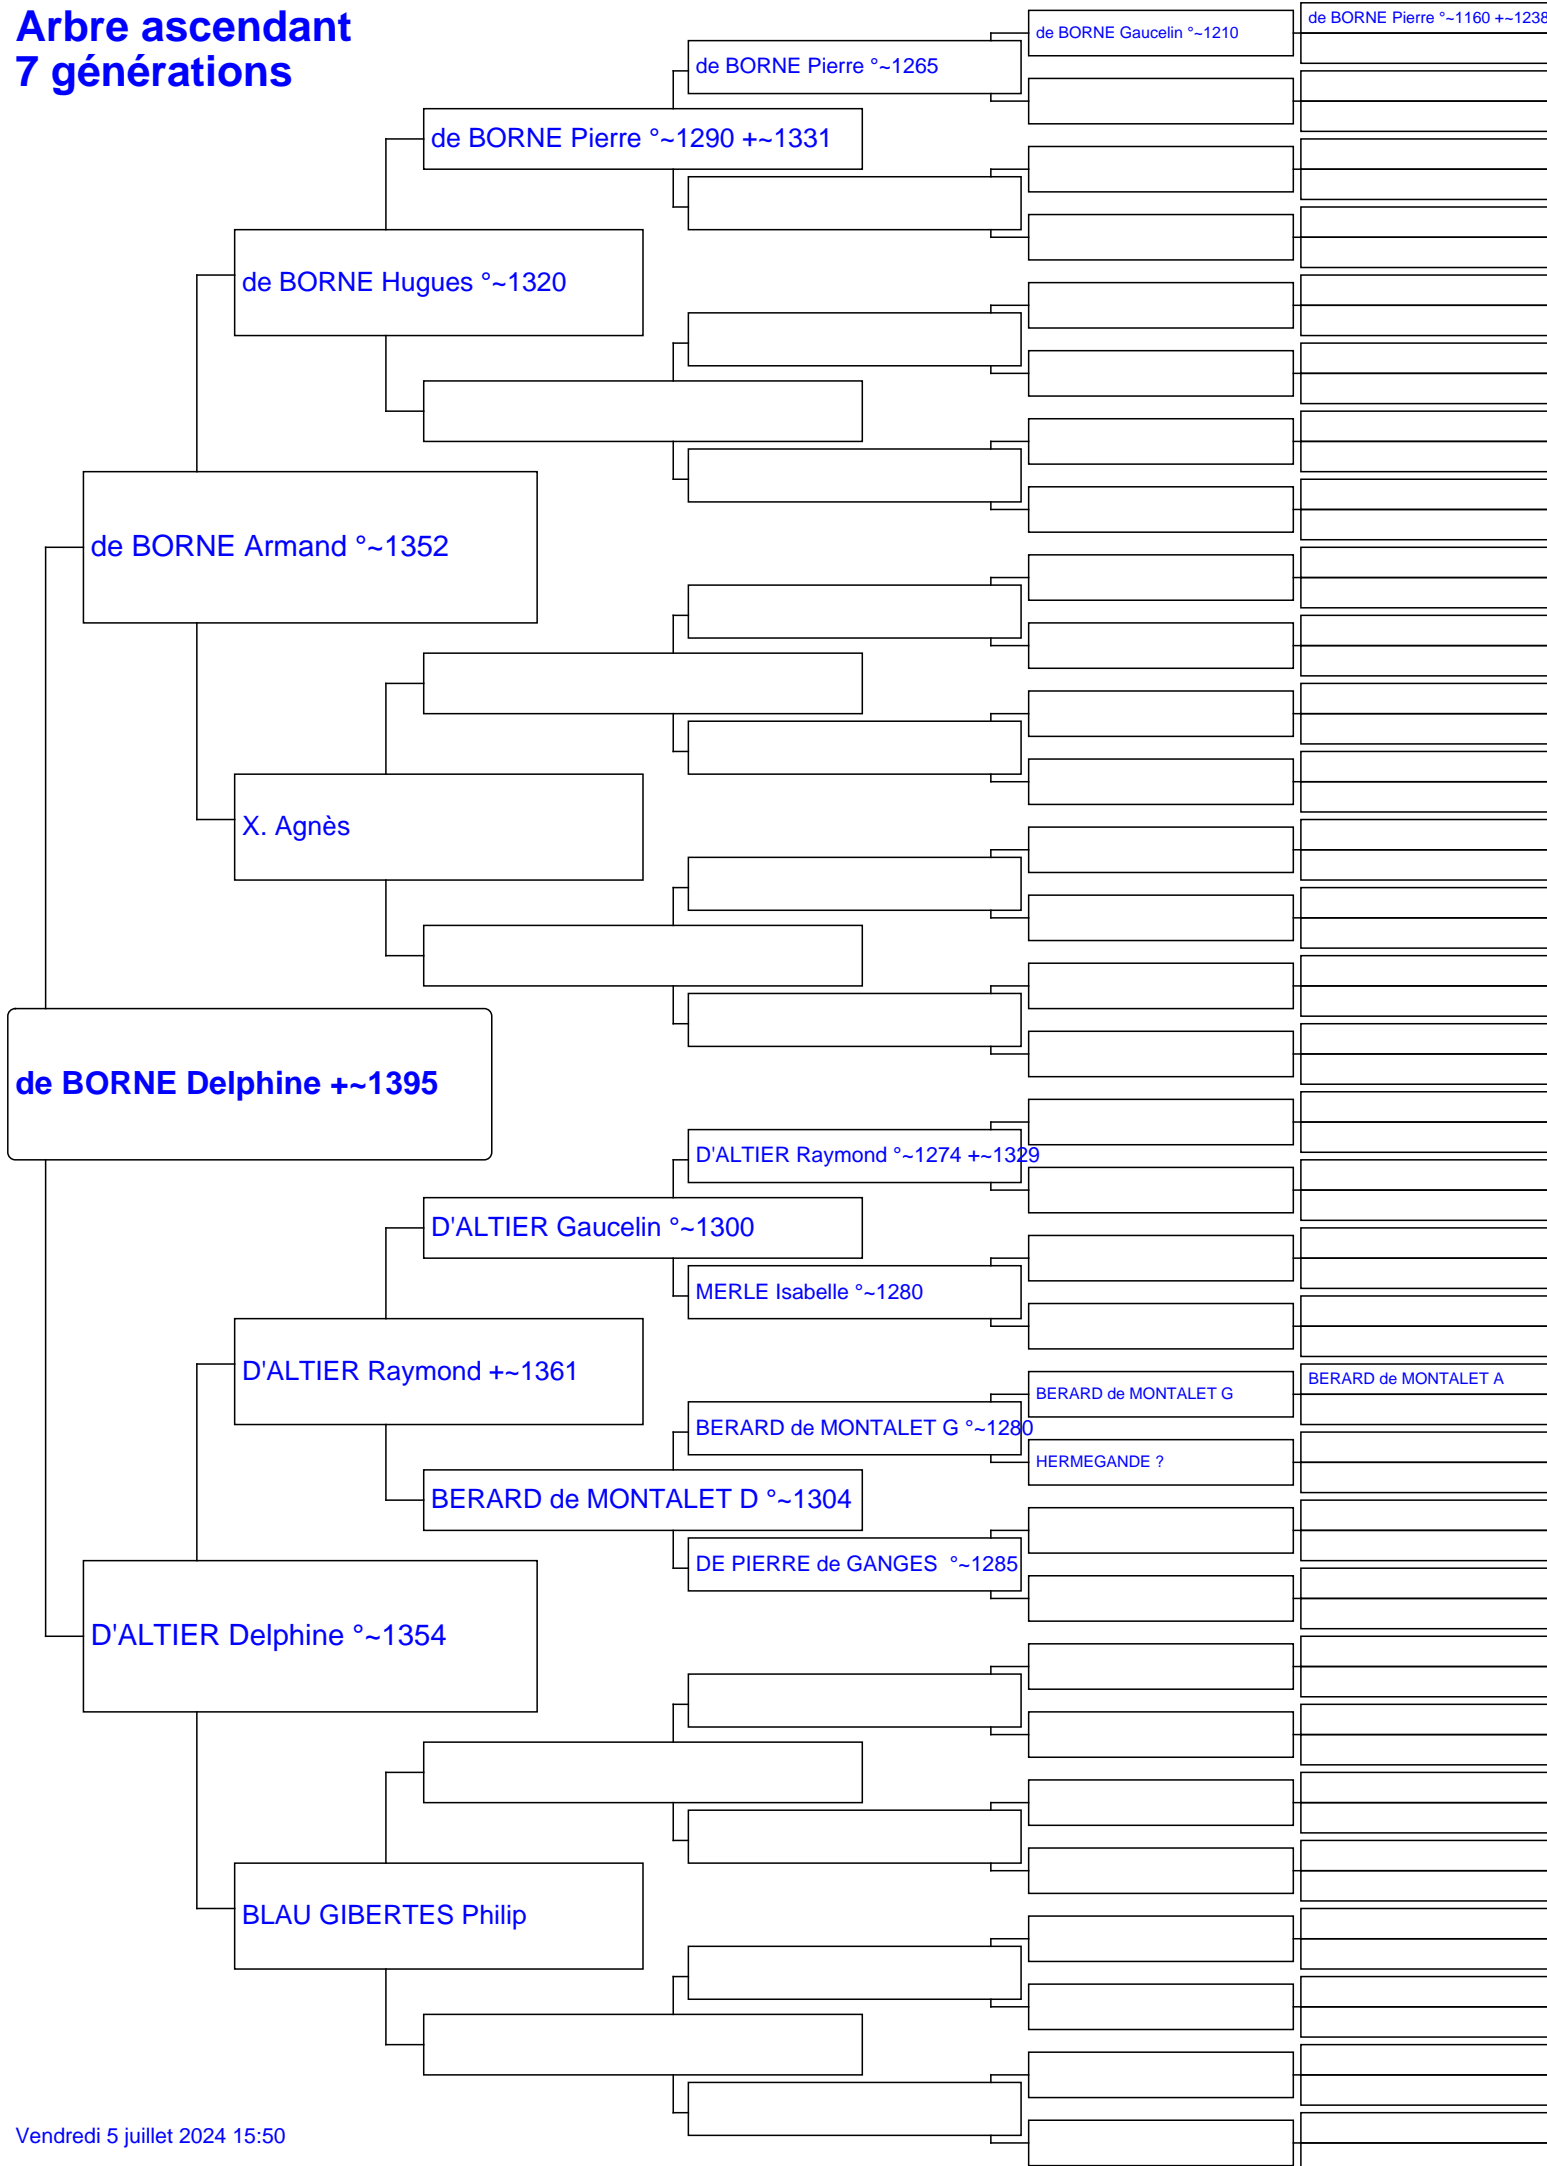 Arbre ascendant
7 générations
de BORNE Pierre °~1160 +~1238
de BORNE Gaucelin °~1210
de BORNE Pierre °~1265
de BORNE Pierre °~1290 +~1331
de BORNE Hugues °~1320
de BORNE Armand °~1352
X. Agnès
de BORNE Delphine +~1395
D'ALTIER Raymond °~1274 +~1329
D'ALTIER Gaucelin °~1300
MERLE Isabelle °~1280
D'ALTIER Raymond +~1361
BERARD de MONTALET A
BERARD de MONTALET G
BERARD de MONTALET G °~1280
HERMEGANDE ?
BERARD de MONTALET D °~1304
DE PIERRE de GANGES  °~1285
D'ALTIER Delphine °~1354
BLAU GIBERTES Philip
Vendredi 5 juillet 2024 15:50